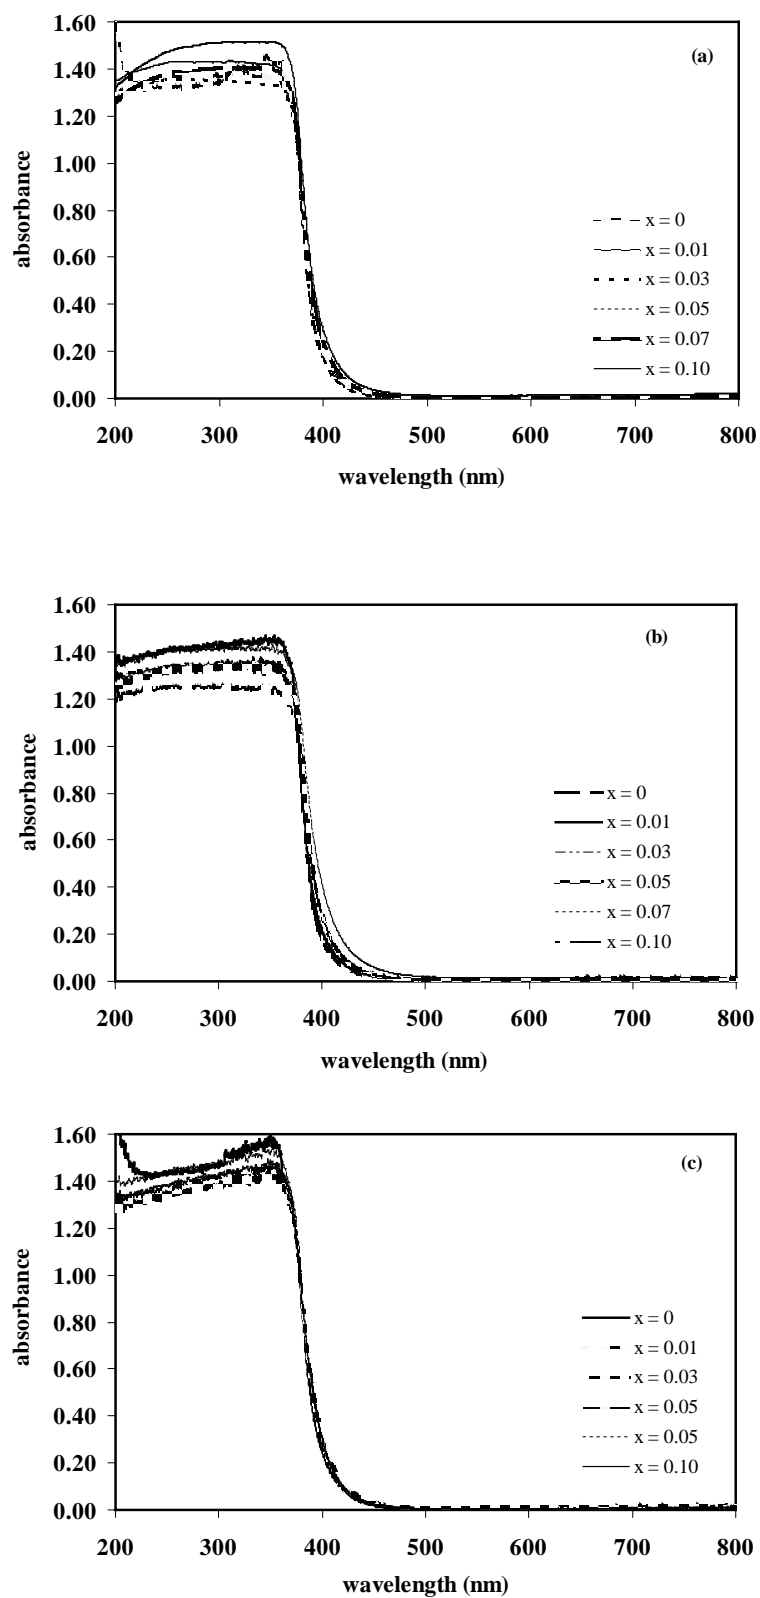 1.60
(a)
1.40
1.20
1.00
absorbance
0.80
x = 0
x = 0.01
0.60
x = 0.03
0.40
x = 0.05
x = 0.07
0.20
x = 0.10
0.00
200 300 400 500 600 700 800
wavelength (nm)
1.60
(b)
1.40
1.20
1.00
absorbance
0.80
x = 0
x = 0.01
0.60
x = 0.03
x = 0.05
0.40
x = 0.07
0.20
x = 0.10
0.00
200 300 400 500 600 700 800
wavelength (nm)
1.60
(c)
1.40
1.20
1.00
absorbance
0.80
x = 0
x = 0.01
0.60
x = 0.03
x = 0.05
0.40
x = 0.05
0.20
x = 0.10
0.00
200 300 400 500 600 700 800
wavelength (nm)